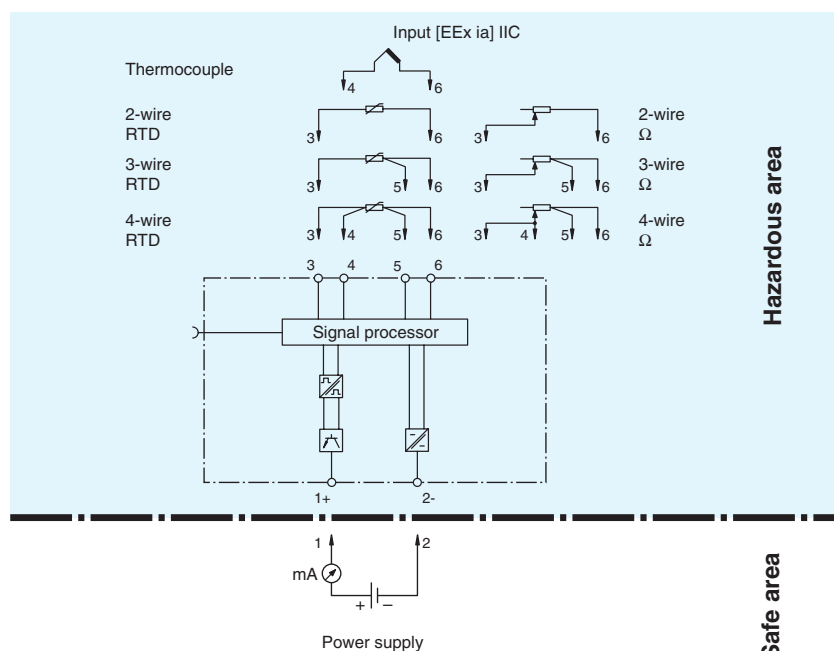 Input [EEx ia] IIC
Thermocouple
4 6
2-wire
RTD
3 6
3 6
2-wire
Ω
3-wire
RTD
3 5 6
3 5 6
3-wire
Ω
4-wire
RTD
3 4 5 6
3 4 5 6
4-wire
Ω
3 4 5 6
Signal processor
1+ 2-
Hazardous area
1 2
mA
+ –
Power supply
Safe area